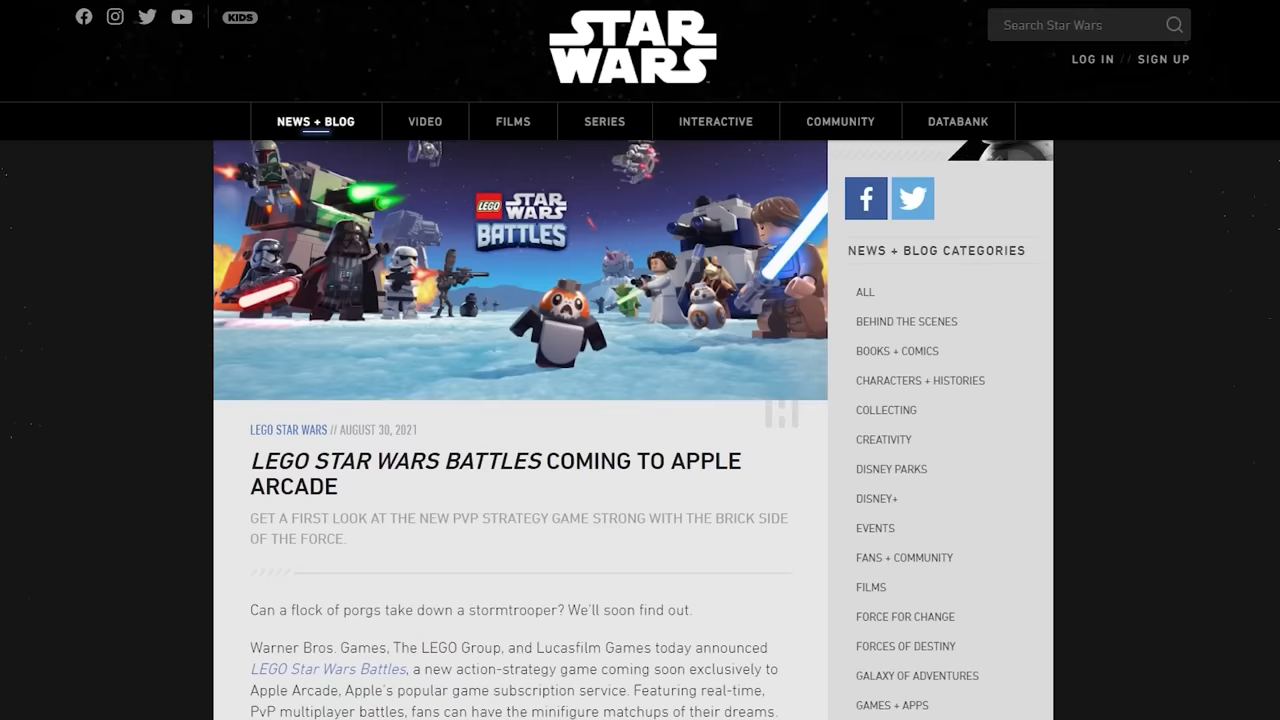 KIDS
STAR
WARS
Search Star Wars
LOG IN // SIGN UP
NEWS + BLOG
VIDEO
FILMS
SERIES
INTERACTIVE
COMMUNITY
DATABANK
LEGO STAR WARS
BATTLES
LEGO STAR WARS // AUGUST 30, 2021
LEGO STAR WARS BATTLES COMING TO APPLE
ARCADE
GET A FIRST LOOK AT THE NEW PVP STRATEGY GAME STRONG WITH THE BRICK SIDE
OF THE FORCE.
Can a flock of porgs take down a stormtrooper? We'll soon find out.
Warner Bros. Games, The LEGO Group, and Lucasfilm Games today announced
LEGO Star Wars Battles, a new action-strategy game coming soon exclusively to
Apple Arcade, Apple's popular game subscription service. Featuring real-time,
PvP multiplayer battles, fans can have the minifigure matchups of their dreams.
NEWS + BLOG CATEGORIES
ALL
BEHIND THE SCENES
BOOKS + COMICS
CHARACTERS + HISTORIES
COLLECTING
CREATIVITY
DISNEY PARKS
DISNEY+
EVENTS
FANS + COMMUNITY
FILMS
FORCE FOR CHANGE
FORCES OF DESTINY
GALAXY OF ADVENTURES
GAMES + APPS